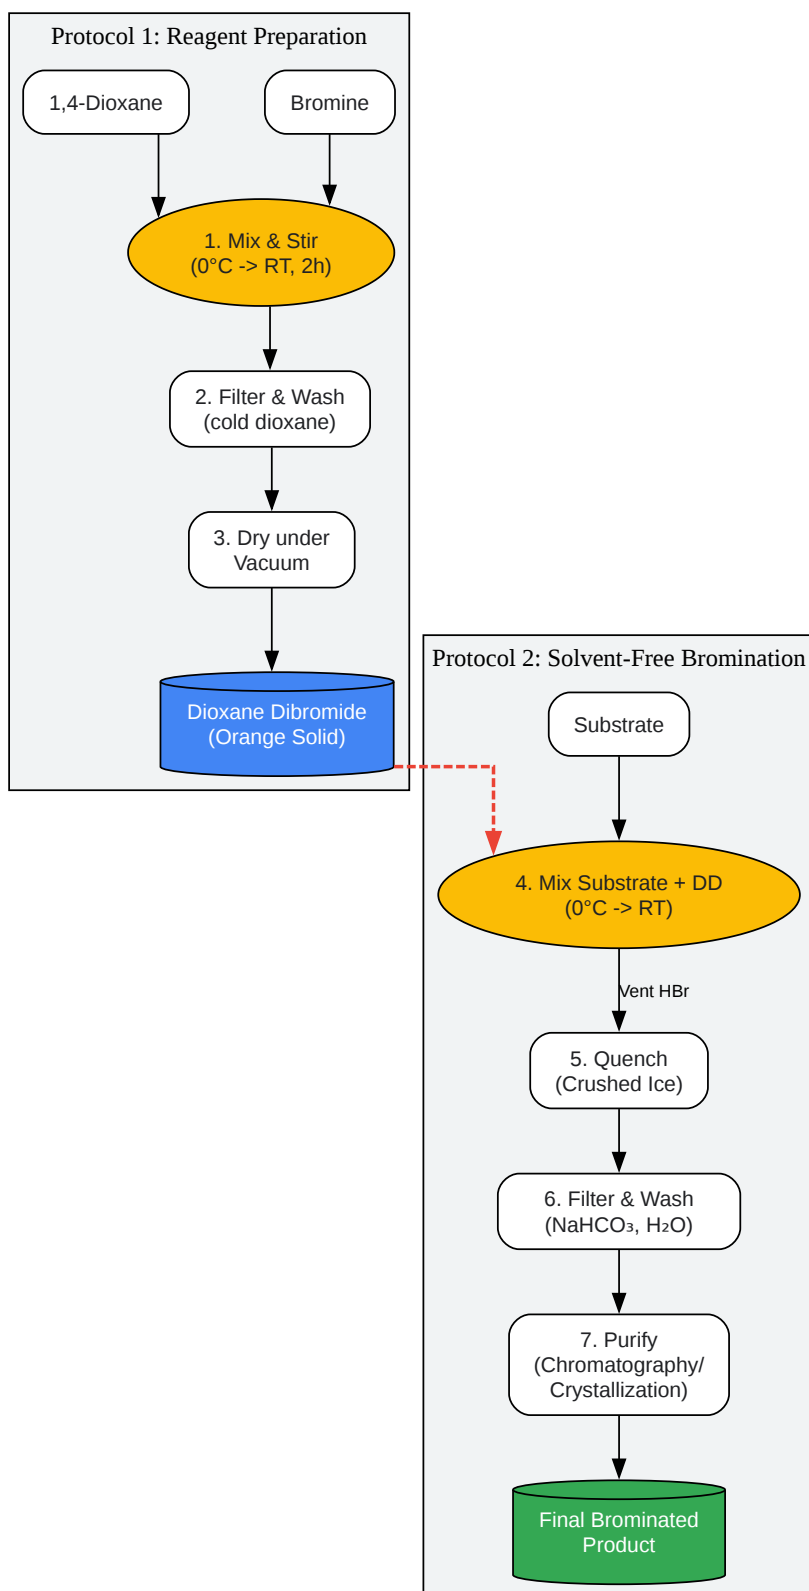 Protocol 1: Reagent Preparation
1,4-Dioxane
Bromine
1. Mix & Stir
(0°C -> RT, 2h)
2. Filter & Wash
(cold dioxane)
3. Dry under
Vacuum
Dioxane Dibromide
(Orange Solid)
Protocol 2: Solvent-Free Bromination
Substrate
4. Mix Substrate + DD
(0°C -> RT)
Vent HBr
5. Quench
(Crushed Ice)
6. Filter & Wash
(NaHCO₃, H₂O)
7. Purify
(Chromatography/
Crystallization)
Final Brominated
Product